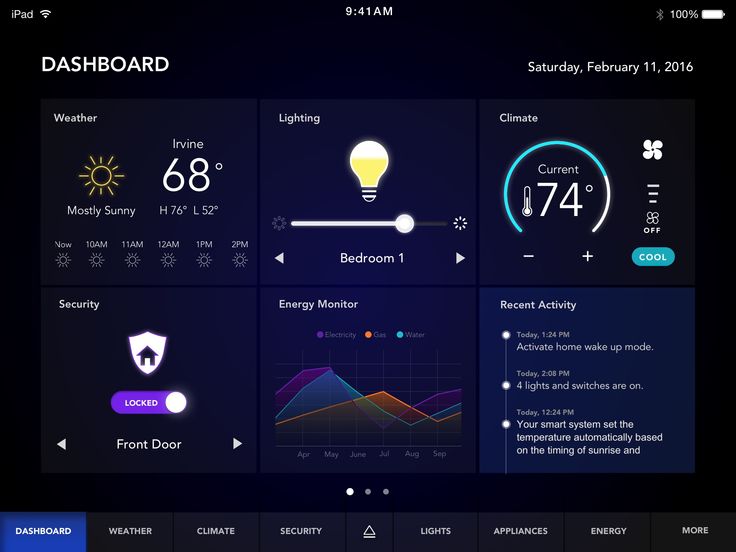 iPad
9:41AM
100%
DASHBOARD
Saturday, February 11, 2016
Weather
Irvine
68°
Mostly Sunny
H 76° L 52°
Now 10AM 11AM 12AM 1PM 2PM
Lighting
Bedroom 1
Climate
Current
74°
OFF
COOL
Security
LOCKED
Front Door
Energy Monitor
Electricity Gas Water
Apr May June Jul Aug Sep
Recent Activity
Today, 1:24 PM
Activate home wake up mode.
Today, 2:08 PM
4 lights and switches are on.
Today, 12:24 PM
Your smart system set the
temperature automatically based
on the timing of sunrise and
DASHBOARD WEATHER CLIMATE SECURITY LIGHTS APPLIANCES ENERGY MORE